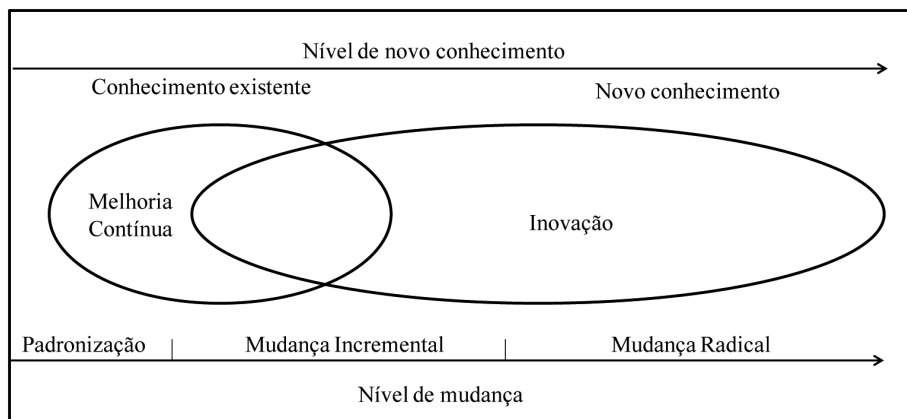 Nível de novo conhecimento
Conhecimento existente
Novo conhecimento
Melhoria
Contínua
Inovação
Padronização
Mudança Incremental
Mudança Radical
Nível de mudança